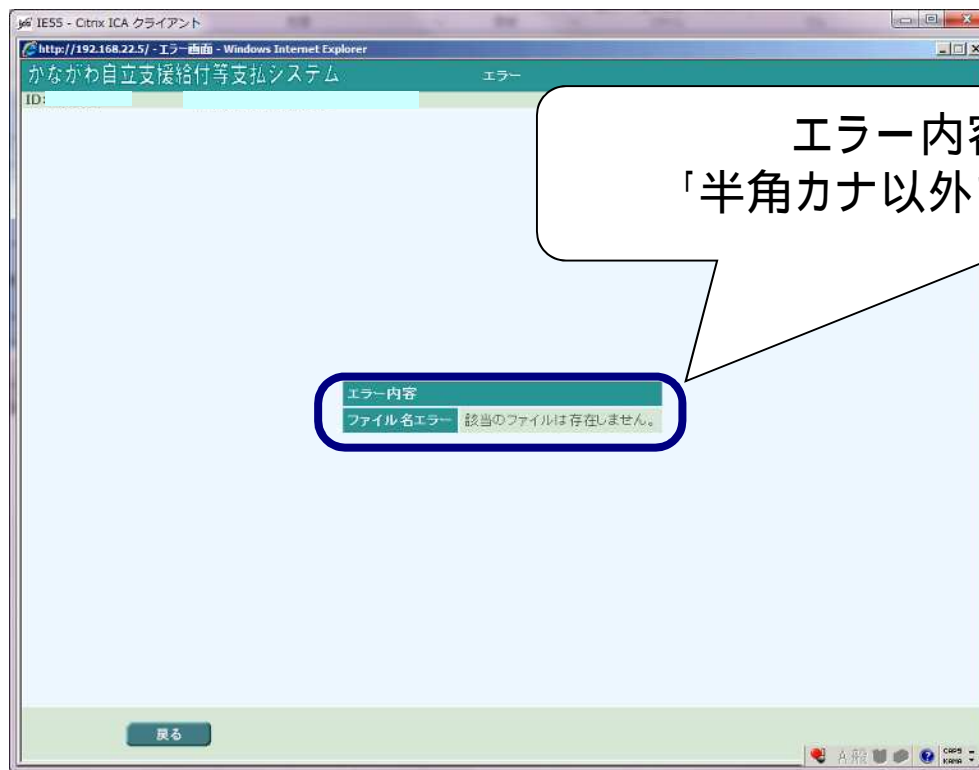 IE55 - Citrix ICA クライアント
http://192.168.22.5/ - エラー画面 - Windows Internet Explorer
かながわ自立支援給付等支払システム エラー
ID:
エラー内容
「半角カナ以外
エラー内容
ファイル名エラー 該当のファイルは存在しません。
戻る
A 般 CAPS
KANA